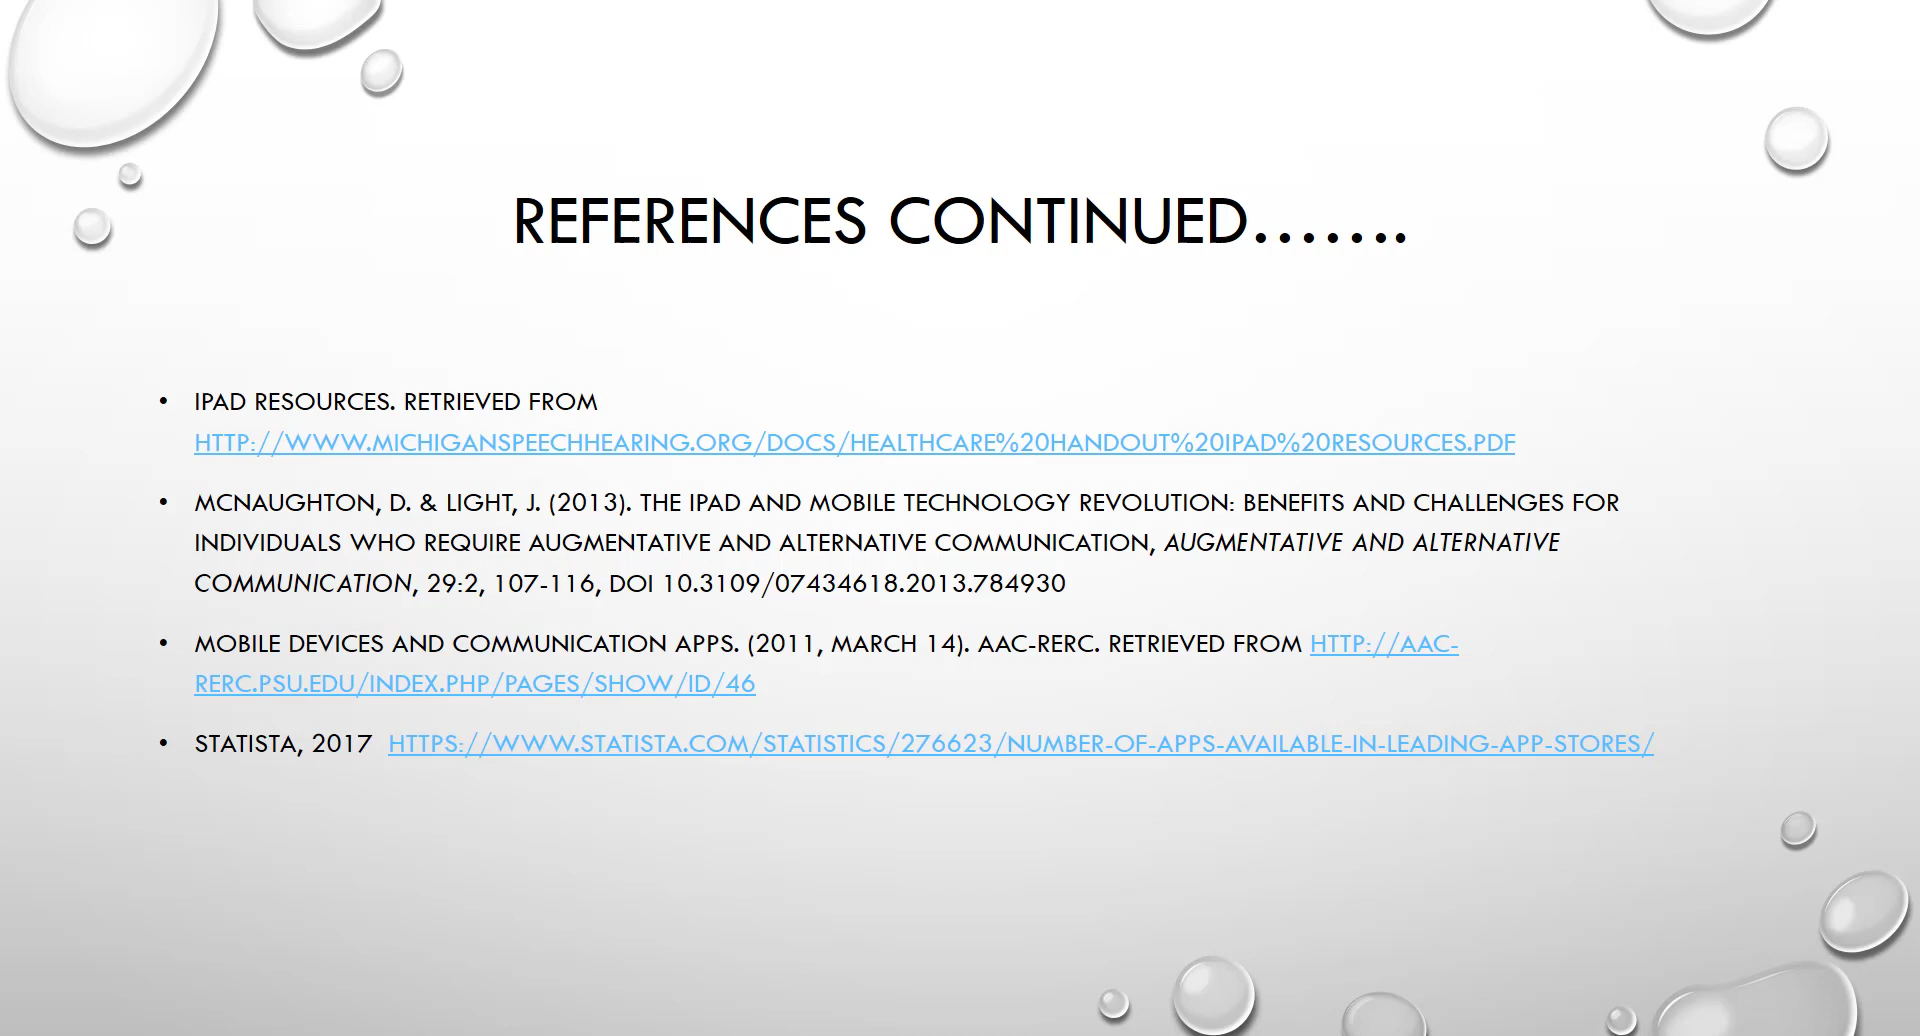 REFERENCES CONTINUED…….
• IPAD RESOURCES. RETRIEVED FROM
HTTP://WWW.MICHIGANSPEECHHEARING.ORG/DOCS/HEALTHCARE%20HANDOUT%20IPAD%20RESOURCES.PDF
• MCNAUGHTON, D. & LIGHT, J. (2013). THE IPAD AND MOBILE TECHNOLOGY REVOLUTION: BENEFITS AND CHALLENGES FOR
INDIVIDUALS WHO REQUIRE AUGMENTATIVE AND ALTERNATIVE COMMUNICATION, AUGMENTATIVE AND ALTERNATIVE
COMMUNICATION, 29:2, 107-116, DOI 10.3109/07434618.2013.784930
• MOBILE DEVICES AND COMMUNICATION APPS. (2011, MARCH 14). AAC-RERC. RETRIEVED FROM HTTP://AAC-
RERC.PSU.EDU/INDEX.PHP/PAGES/SHOW/ID/46
• STATISTA, 2017  HTTPS://WWW.STATISTA.COM/STATISTICS/276623/NUMBER-OF-APPS-AVAILABLE-IN-LEADING-APP-STORES/